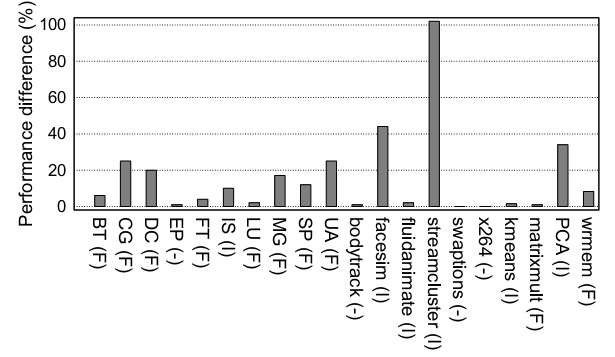 Performance difference (%)
100
80
60
40
20
0
BT (F)
CG (F)
DC (F)
EP (-)
FT (F)
IS (I)
LU (F)
MG (F)
SP (F)
UA (F)
bodytrack (-)
facesim (I)
fluidanimate (I)
streamcluster (I)
swaptions (-)
x264 (-)
kmeans (I)
matrixmult (F)
PCA (I)
wrmem (F)